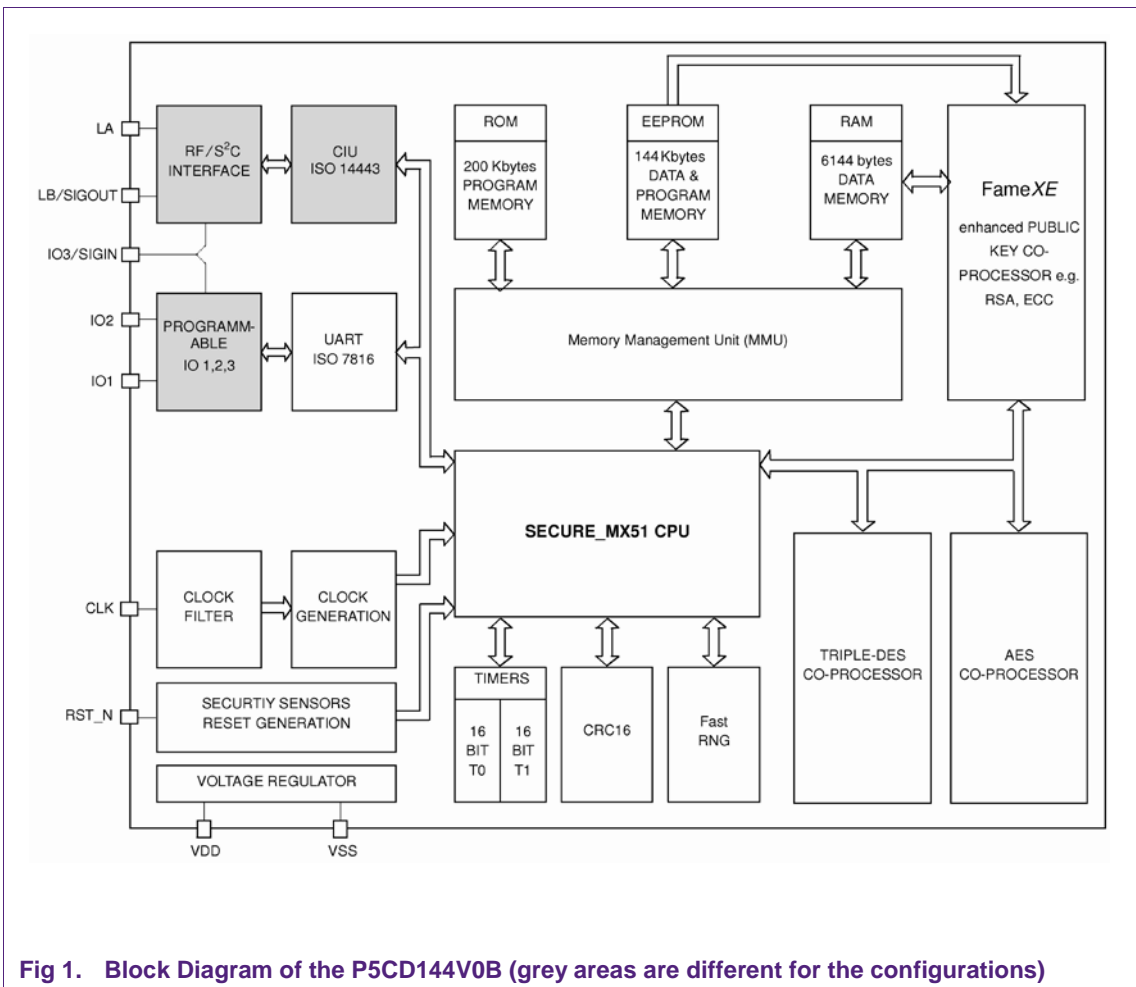 LA
LB/SIGOUT
IO3/SIGIN
IO2
IO1
RF/S²C
INTERFACE
CIU
ISO 14443
PROGRAMM-
ABLE
IO 1,2,3
UART
ISO 7816
ROM
200 Kbytes
PROGRAM
MEMORY
EEPROM
144 Kbytes
DATA &
PROGRAM
MEMORY
RAM
6144 bytes
DATA
MEMORY
FameXE
enhanced PUBLIC
KEY CO-
PROCESSOR e.g.
RSA, ECC
Memory Management Unit (MMU)
SECURE_MX51 CPU
CLK
CLOCK
FILTER
CLOCK
GENERATION
RST_N
SECURTIY SENSORS
RESET GENERATION
VOLTAGE REGULATOR
VDD
VSS
TIMERS
16
BIT
T0
16
BIT
T1
CRC16
Fast
RNG
TRIPLE-DES
CO-PROCESSOR
AES
CO-PROCESSOR
Fig 1. Block Diagram of the P5CD144V0B (grey areas are different for the configurations)